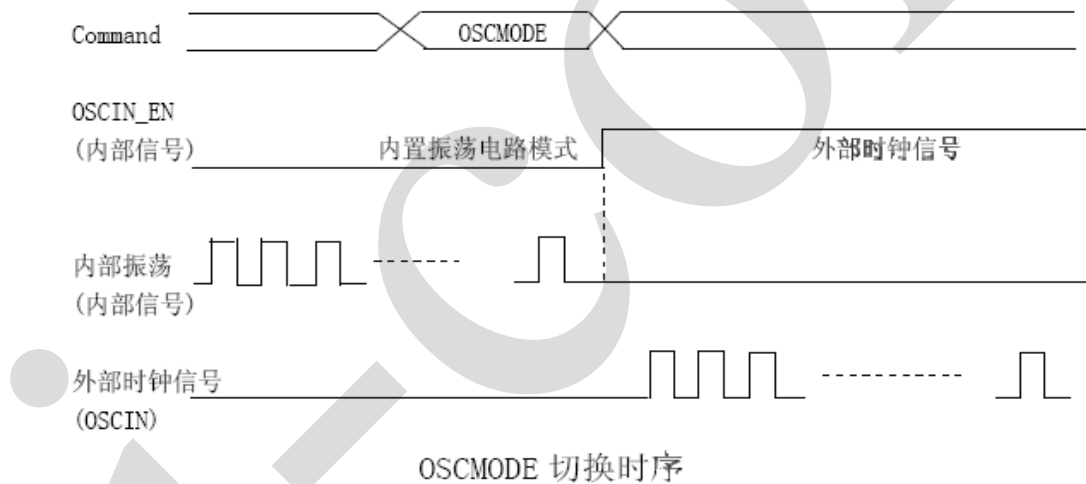 Command
OSCMODE
OSCIN_EN
(内部信号)
内置振荡电路模式
外部时钟信号
内部振荡
(内部信号)
外部时钟信号
(OSCIN)
OSCMODE 切换时序